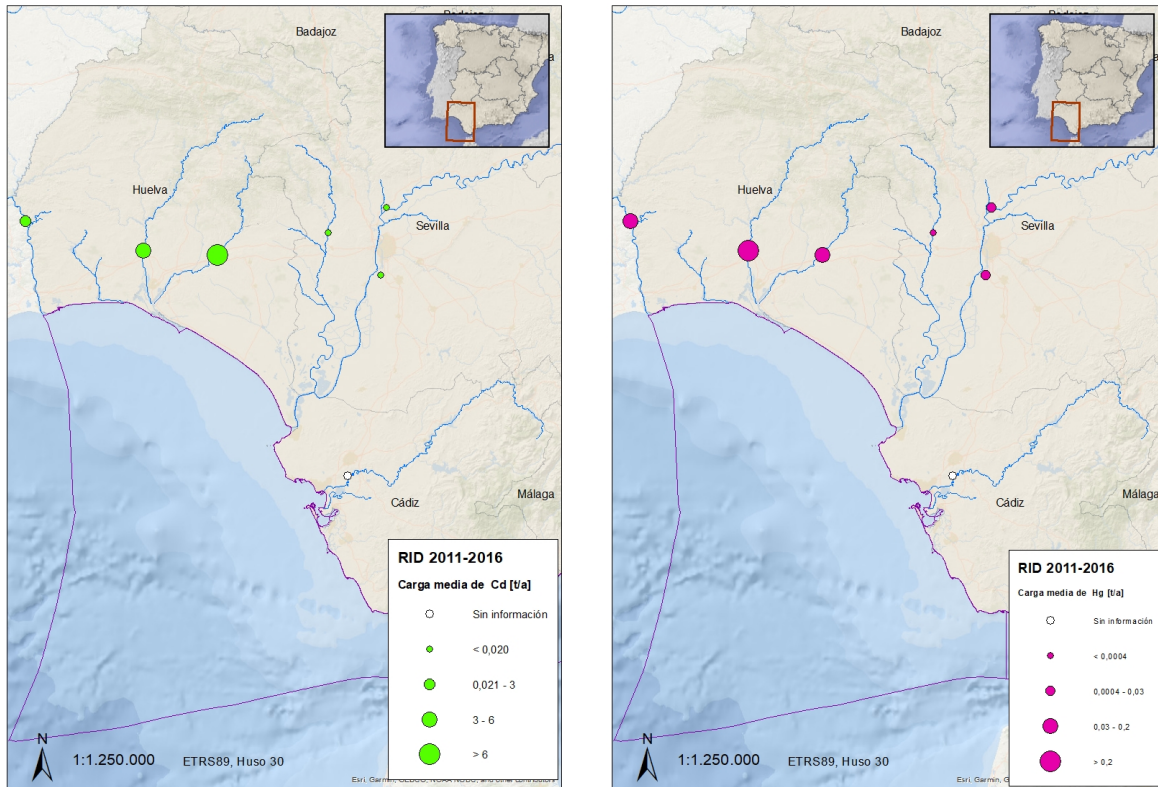 Badajoz
Huelva
Sevilla
Cádiz
Málaga
RID 2011-2016
Carga media de Cd [t/a]
Sin información
< 0,020
0,021 - 3
3 - 6
> 6
N
1:1.250.000 ETRS89, Huso 30
Badajoz
Huelva
Sevilla
Cádiz
Málaga
RID 2011-2016
Carga media de Hg [t/a]
Sin información
< 0,0004
0,0004 - 0,03
0,03 - 0,2
> 0,2
N
1:1.250.000 ETRS89, Huso 30
Esri, Garmin, G